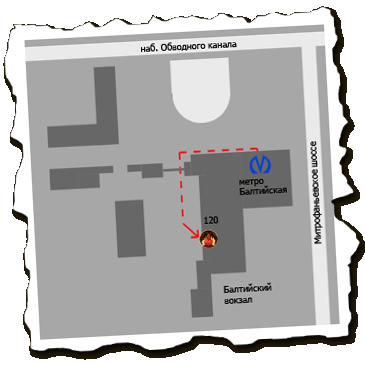 наб. Обводного канала
метро
Балтийская
Митрофаньевское шоссе
120
Балтийский
вокзал